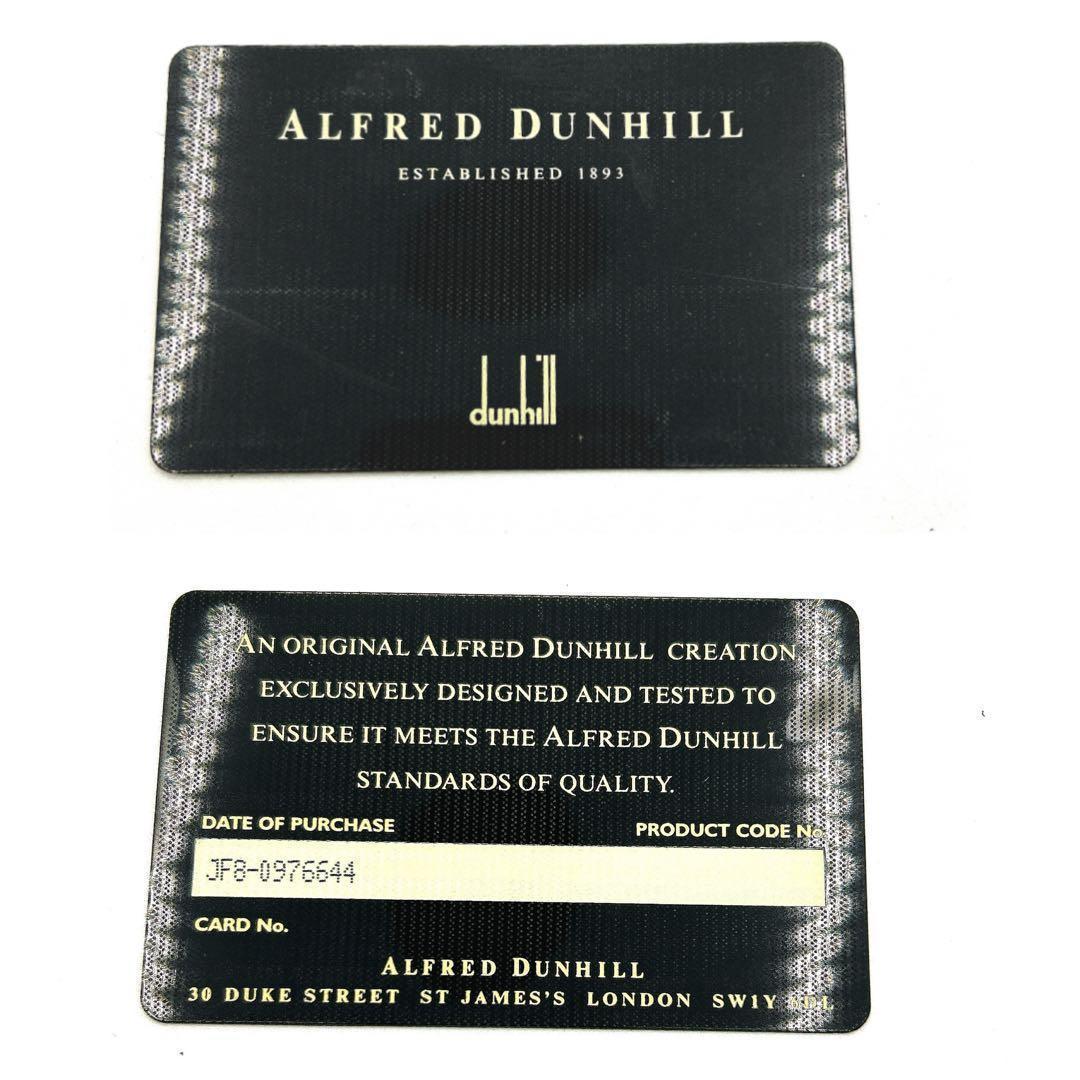 ALFRED DUNHILL
ESTABLISHED 1893
dunhill
AN ORIGINAL ALFRED DUNHILL CREATION
EXCLUSIVELY DESIGNED AND TESTED TO
ENSURE IT MEETS THE ALFRED DUNHILL
STANDARDS OF QUALITY.
DATE OF PURCHASE PRODUCT CODE No
JF8-0976644
CARD No.
ALFRED DUNHILL
30 DUKE STREET ST JAMES'S LONDON SW1Y